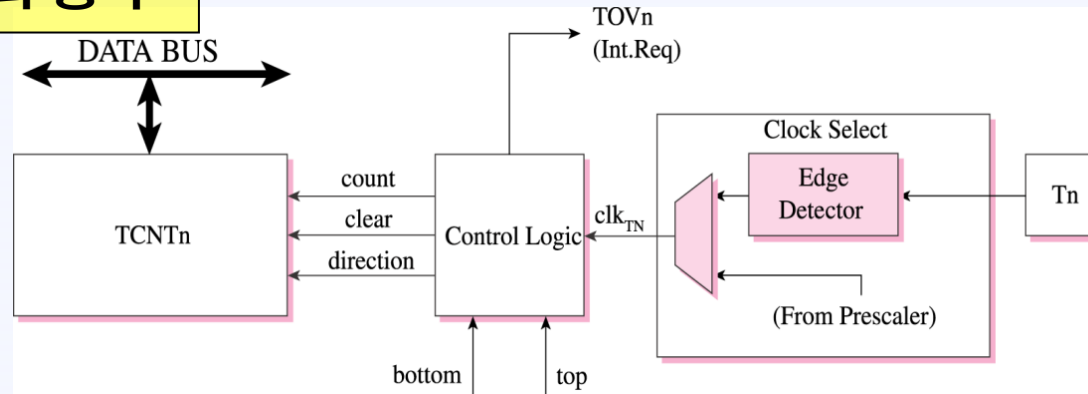 DATA BUS
TOVn
(Int.Req)
Clock Select
Edge
Detector
Tn
TCNTn
count
clear
direction
Control Logic
clkTN
(From Prescaler)
bottom
top